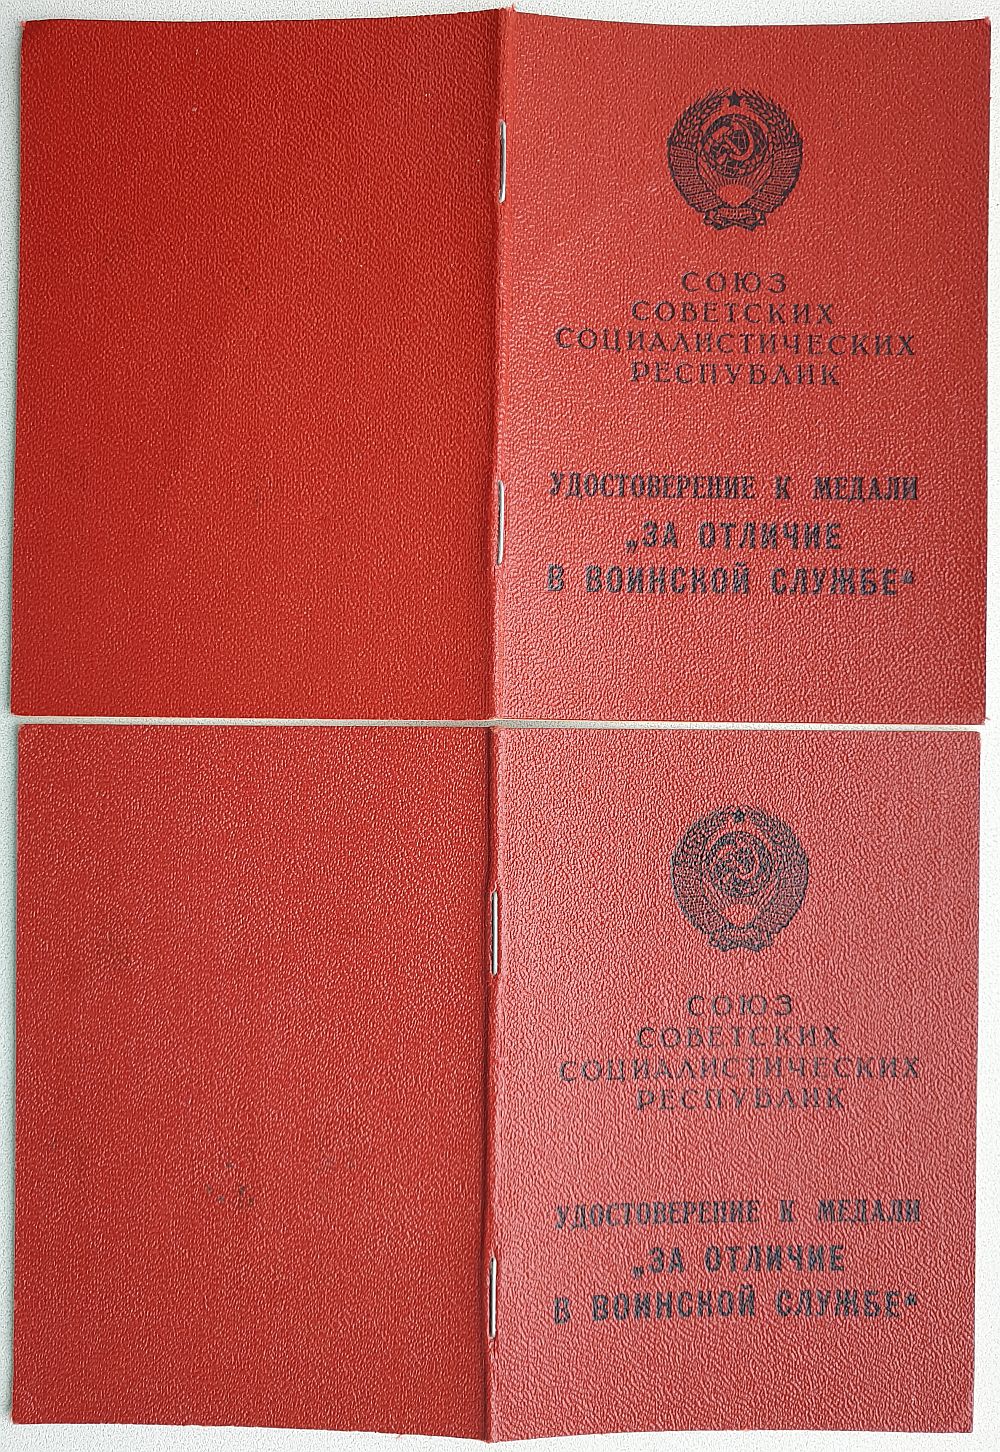 СОЮЗ
СОВЕТСКИХ
СОЦИАЛИСТИЧЕСКИХ
РЕСПУБЛИК
УДОСТОВЕРЕНИЕ К МЕДАЛИ
„ЗА ОТЛИЧИЕ
В ВОИНСКОЙ СЛУЖБЕ“
СОЮЗ
СОВЕТСКИХ
СОЦИАЛИСТИЧЕСКИХ
РЕСПУБЛИК
УДОСТОВЕРЕНИЕ К МЕДАЛИ
„ЗА ОТЛИЧИЕ
В ВОИНСКОЙ СЛУЖБЕ“